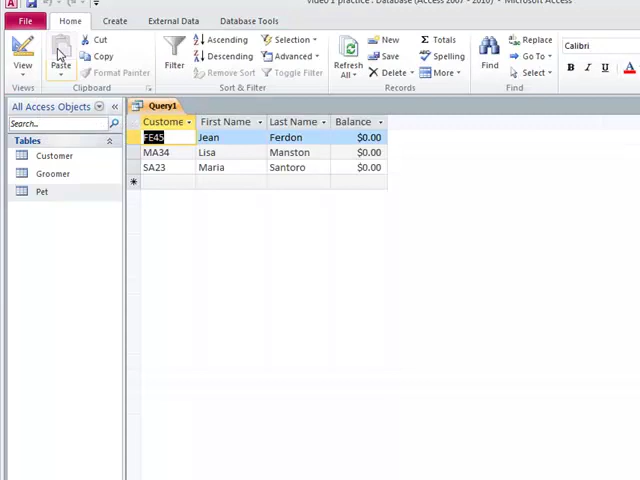 Video 1 practice : Database (Access 2007 - 2010) - Microsoft Access
File Home Create External Data Database Tools
View
Views
Paste
Cut
Copy
Format Painter
Clipboard
Filter
Ascending
Descending
Remove Sort
Selection
Advanced
Toggle Filter
Sort & Filter
Refresh All
New
Save
Delete
Totals
Spelling
More
Records
Find
Replace
Go To
Select
Find
Calibri
B I U A
All Access Objects
Search...
Tables
Customer
Groomer
Pet
Query1
Custome First Name Last Name Balance
FE45 Jean Ferdon $0.00
MA34 Lisa Manston $0.00
SA23 Maria Santoro $0.00